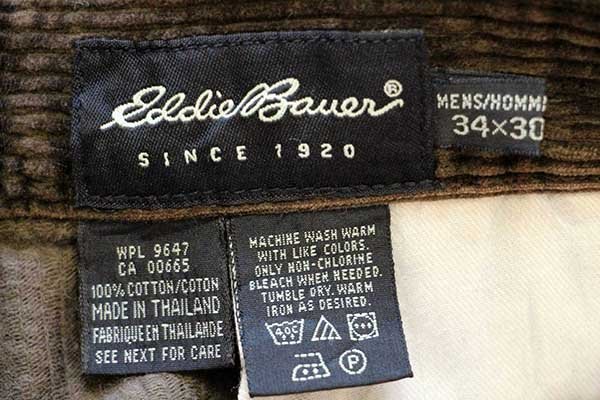 Eddie Bauer®
SINCE 1920
MENS/HOMM
34×30
WPL 9647
CA 00665
100% COTTON/COTON
MADE IN THAILAND
FABRIQUE EN THAILANDE
SEE NEXT FOR CARE
MACHINE WASH WARM
WITH LIKE COLORS.
ONLY NON-CHLORINE
BLEACH WHEN NEEDED.
TUMBLE DRY. WARM
IRON AS DESIRED.
40C
P